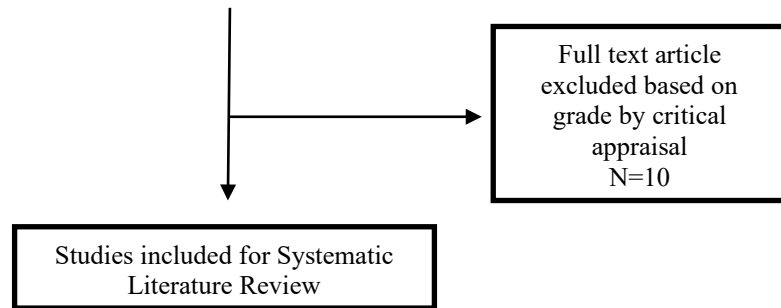 Full text article
excluded based on
grade by critical
appraisal
N=10
Studies included for Systematic
Literature Review